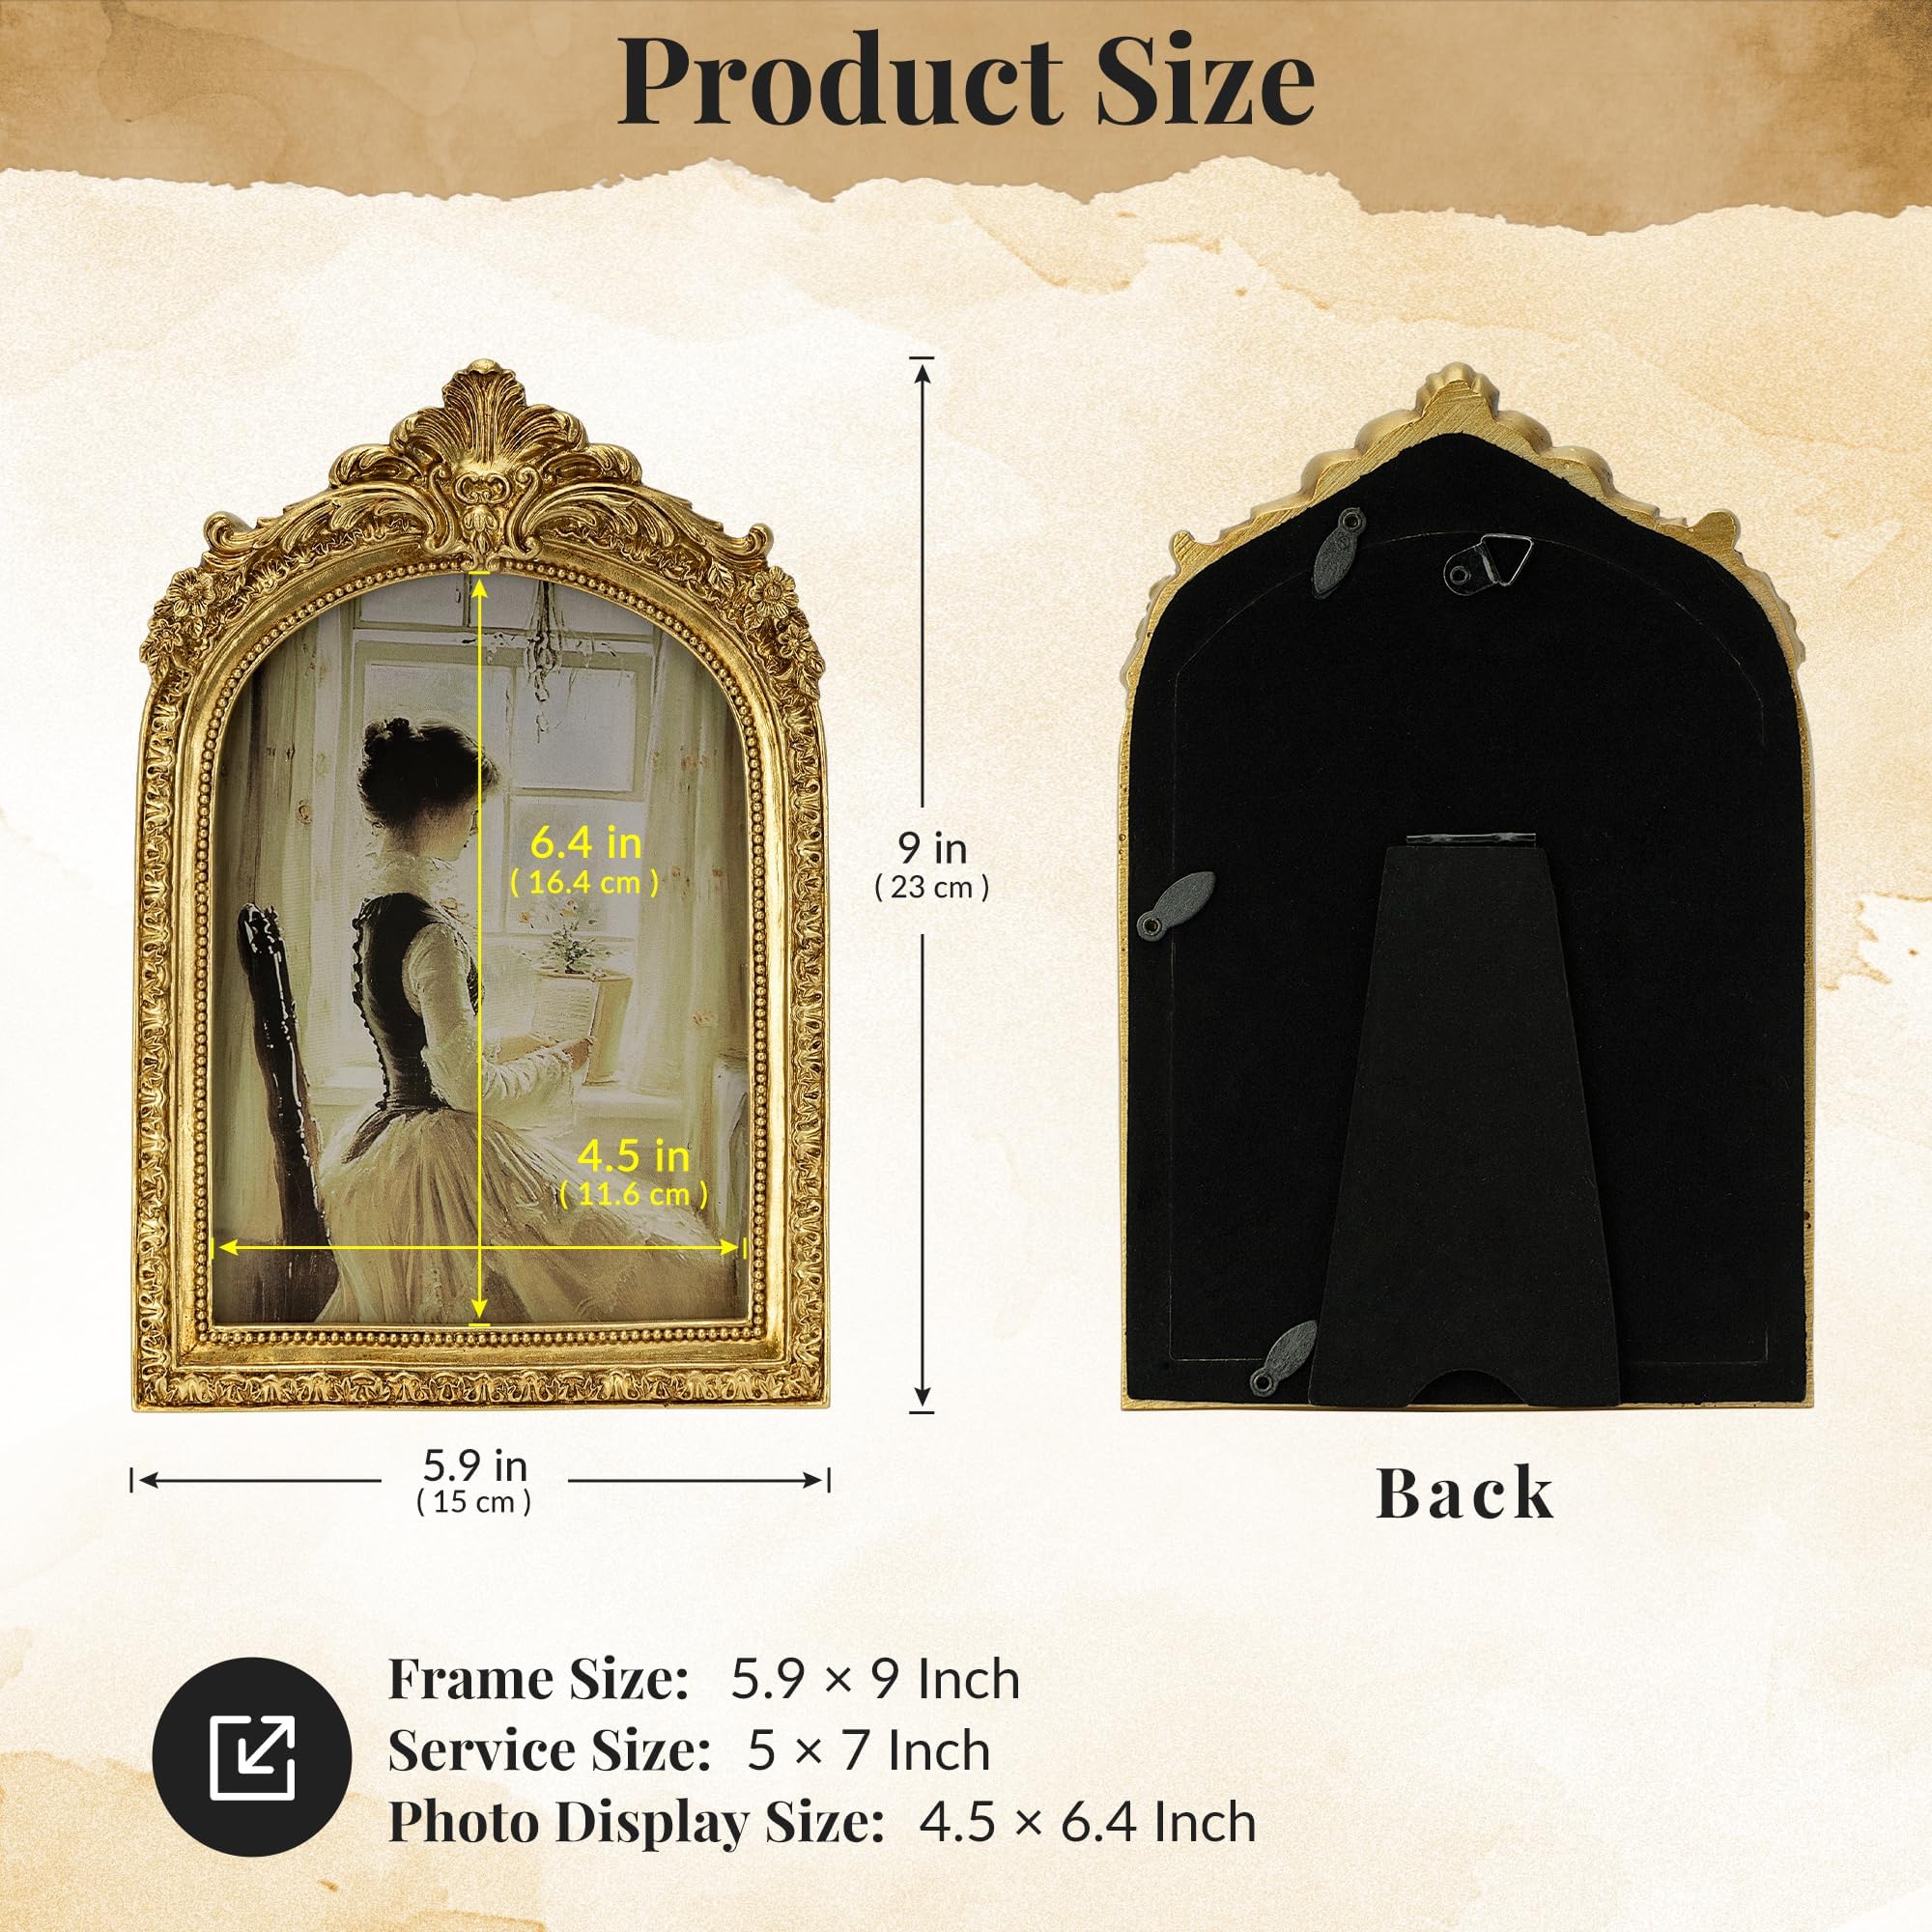 Product Size
6.4 in
( 16.4 cm )
9 in
( 23 cm )
4.5 in
( 11.6 cm )
5.9 in
( 15 cm )
Back
Frame Size: 5.9 × 9 Inch
Service Size: 5 × 7 Inch
Photo Display Size: 4.5 × 6.4 Inch